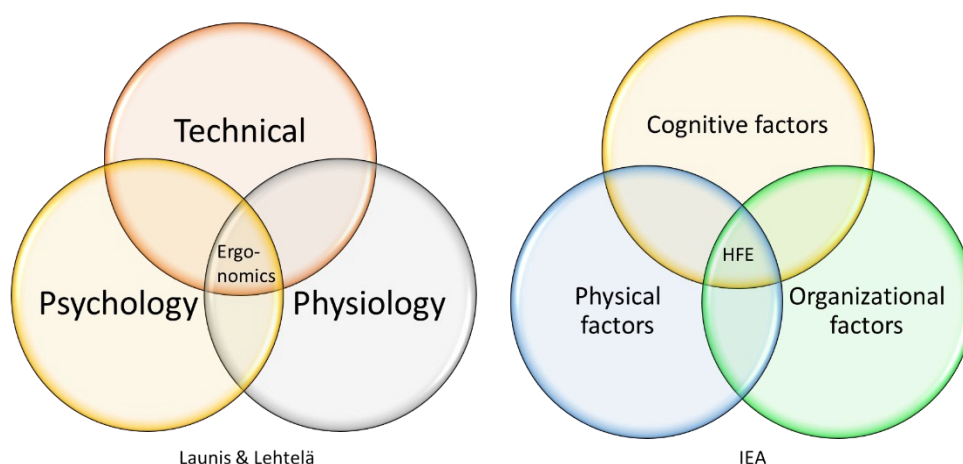 Technical
Ergo-
nomics
Psychology
Physiology
Launis & Lehtelä
Cognitive factors
HFE
Physical
factors
Organizational
factors
IEA